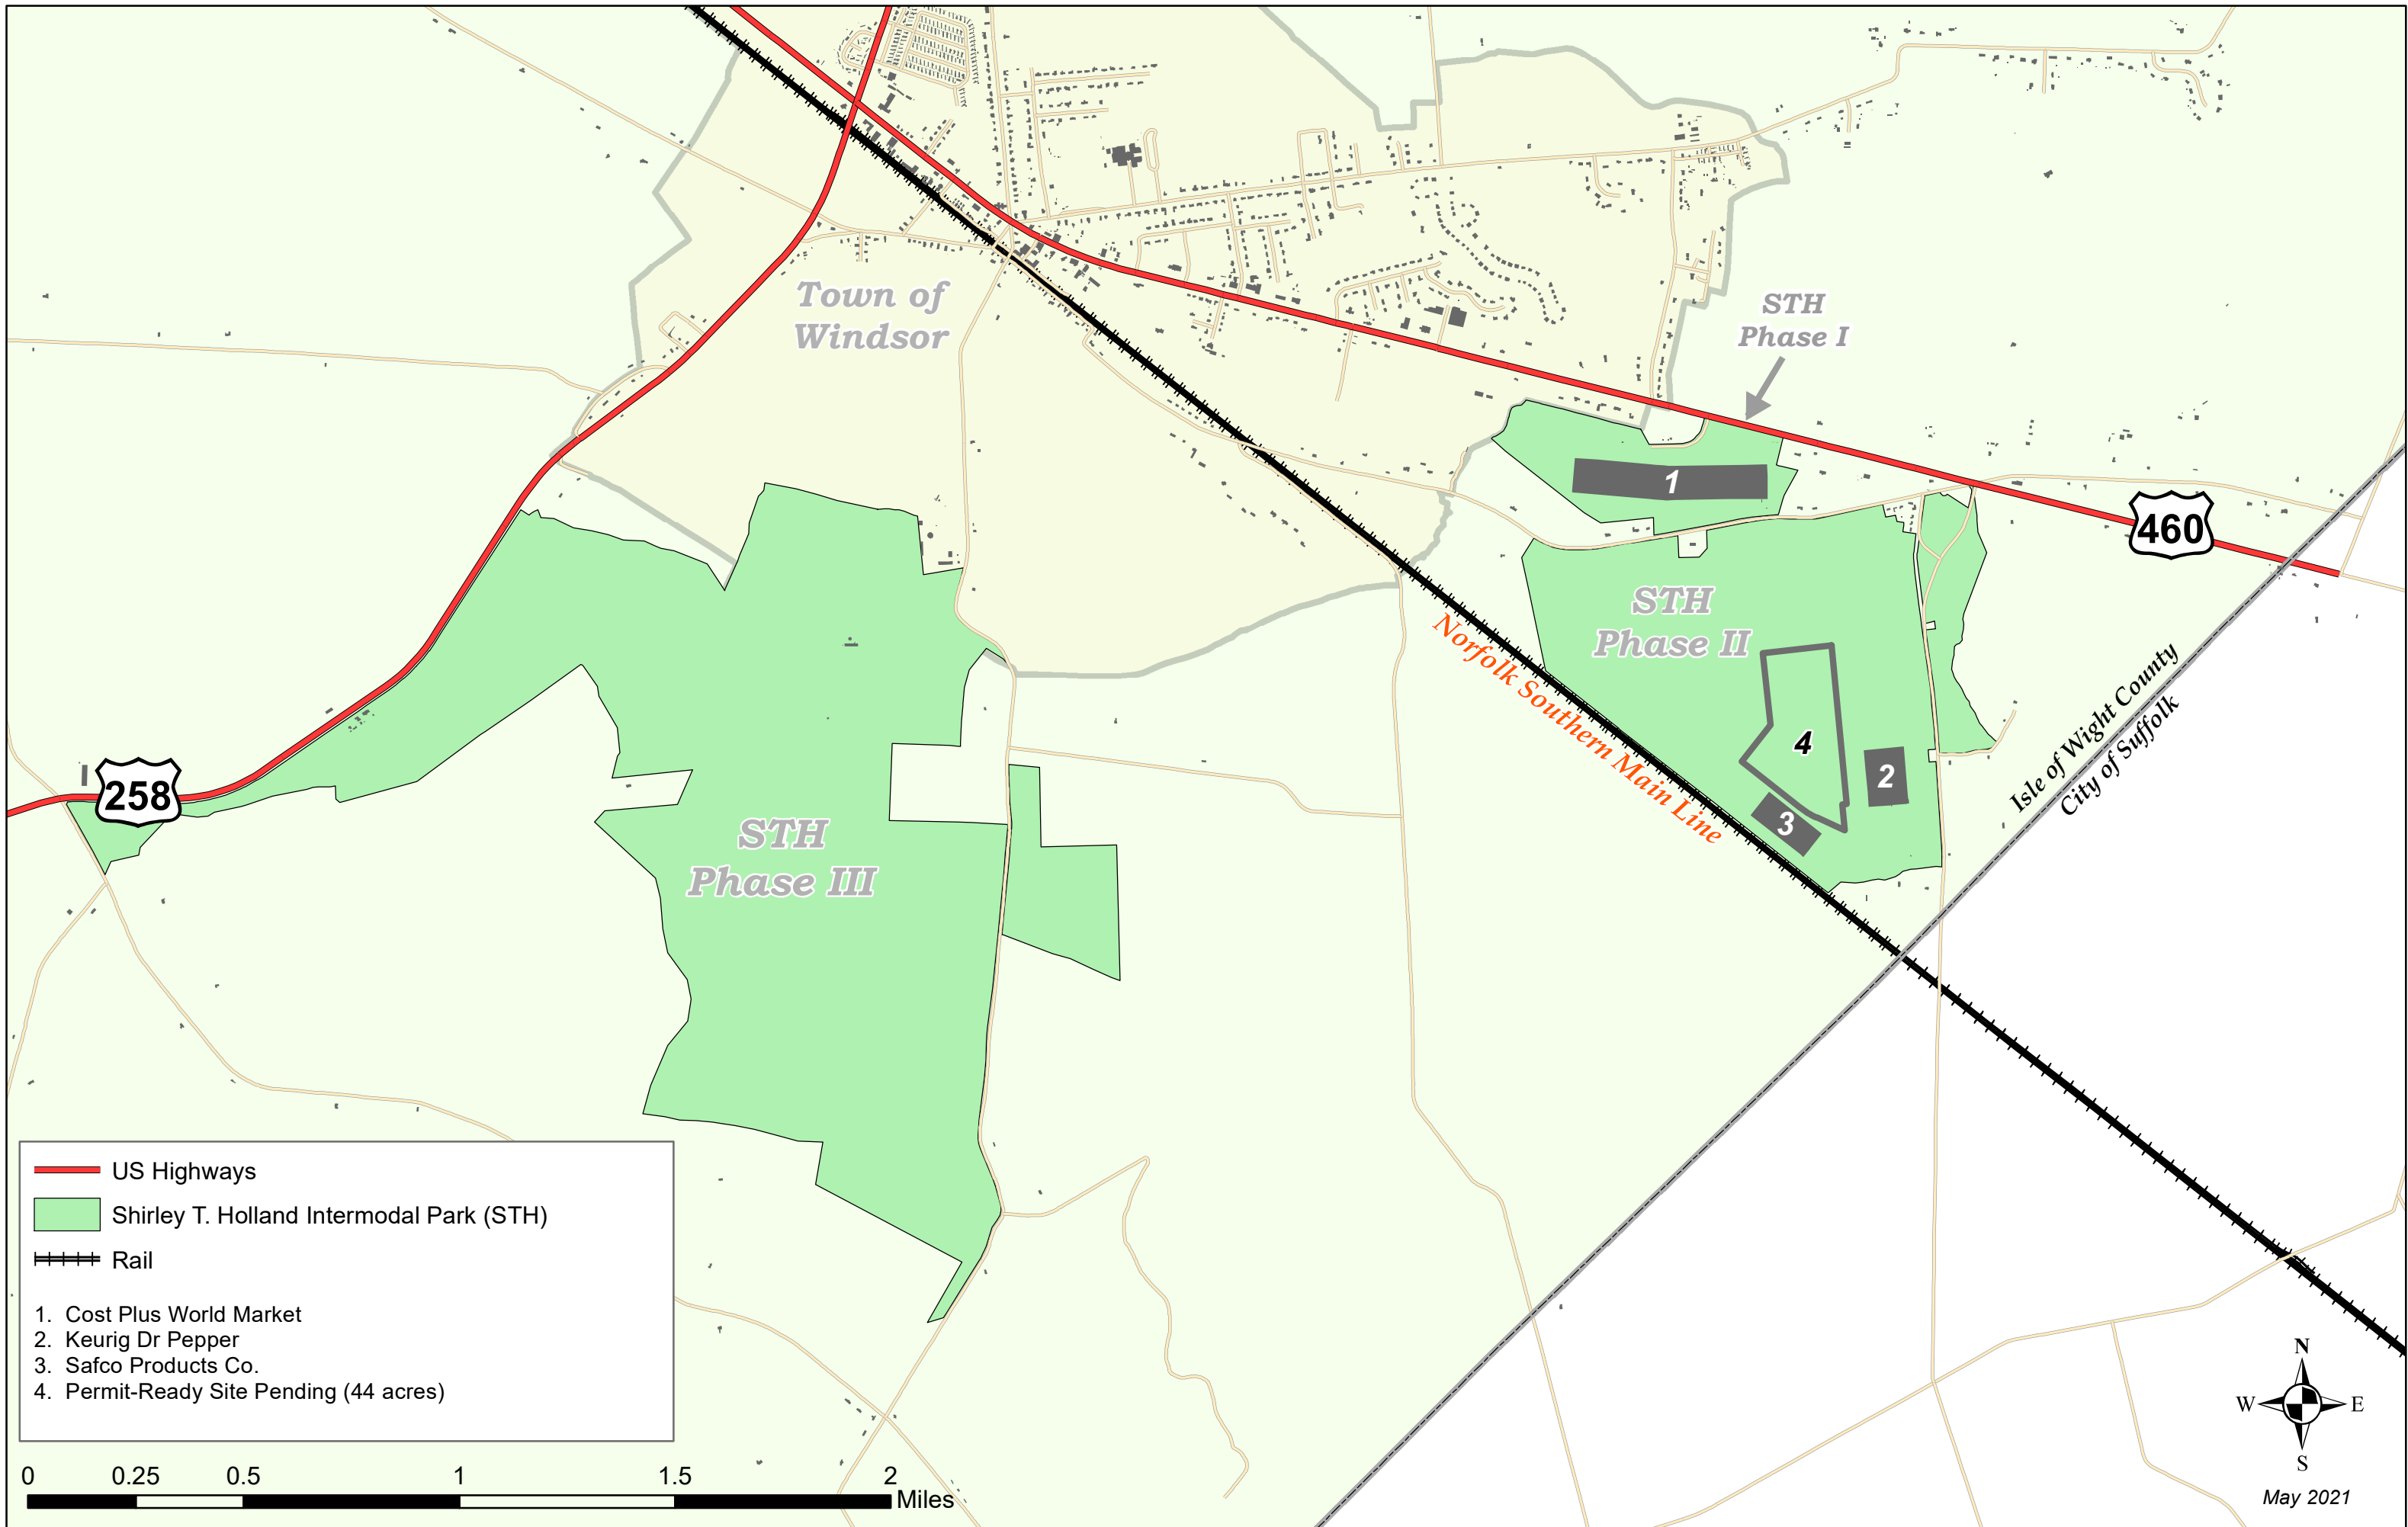 Town of
Windsor
STH
Phase I
1
460
STH
Phase II
Norfolk Southern Main Line
4
2
3
Isle of Wight County
City of Suffolk
258
STH
Phase III
US Highways
Shirley T. Holland Intermodal Park (STH)
Rail
1. Cost Plus World Market
2. Keurig Dr Pepper
3. Safco Products Co.
4. Permit-Ready Site Pending (44 acres)
0 0.25 0.5 1 1.5 2
Miles
N
W E
S
May 2021